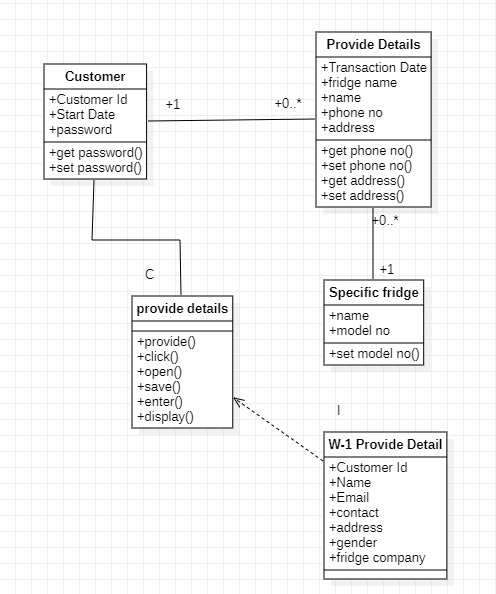 Customer
+Customer Id
+Start Date
+password
+get password()
+set password()
+1
+0..*
Provide Details
+Transaction Date
+fridge name
+name
+phone no
+address
+get phone no()
+set phone no()
+get address()
+set address()
+0..*
+1
Specific fridge
+name
+model no
+set model no()
C
provide details
+provide()
+click()
+open()
+save()
+enter()
+display()
I
W-1 Provide Detail
+Customer Id
+Name
+Email
+contact
+address
+gender
+fridge company